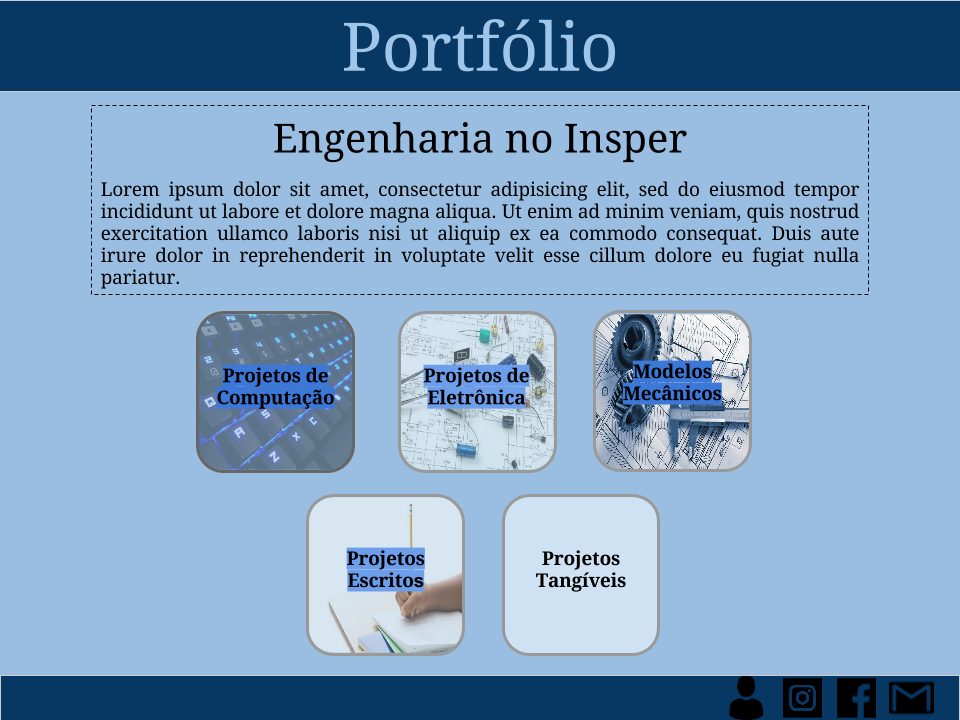 Portfólio
Engenharia no Insper
Lorem ipsum dolor sit amet, consectetur adipisicing elit, sed do eiusmod tempor
incididunt ut labore et dolore magna aliqua. Ut enim ad minim veniam, quis nostrud
exercitation ullamco laboris nisi ut aliquip ex ea commodo consequat. Duis aute
irure dolor in reprehenderit in voluptate velit esse cillum dolore eu fugiat nulla
pariatur.
Projetos de
Computação
Projetos de
Eletrônica
Modelos
Mecânicos
Projetos
Escritos
Projetos
Tangíveis